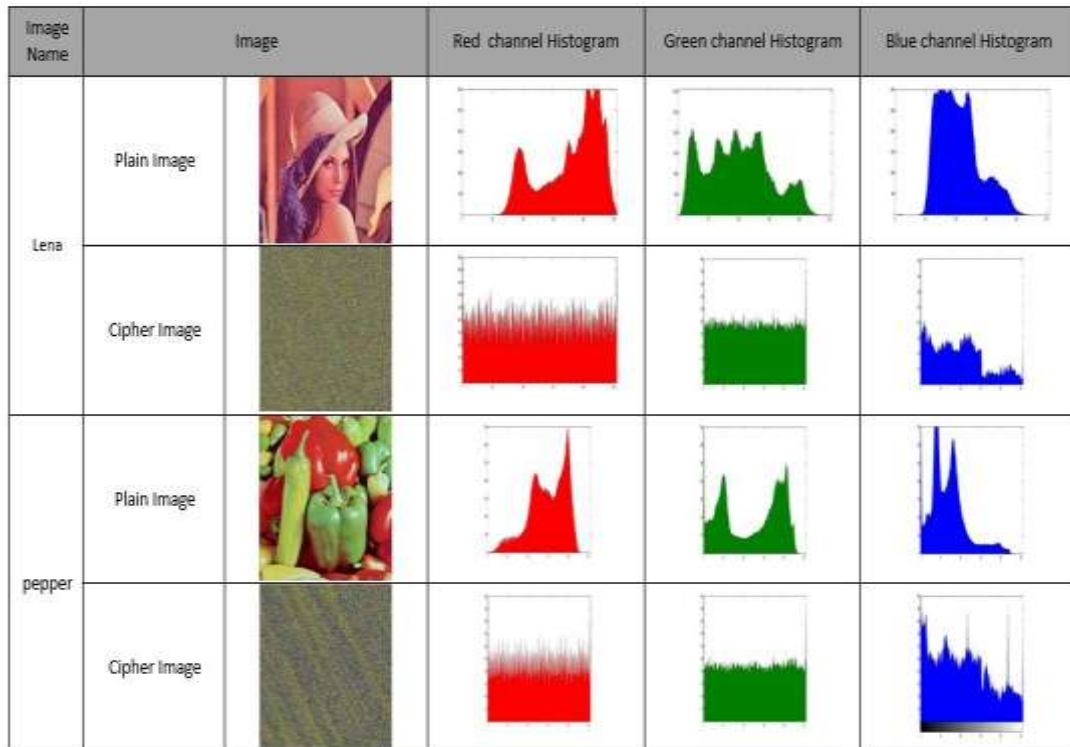 Image
Name
Image
Red channel Histogram
Green channel Histogram
Blue channel Histogram
Lena
Plain Image
Cipher Image
pepper
Plain Image
Cipher Image